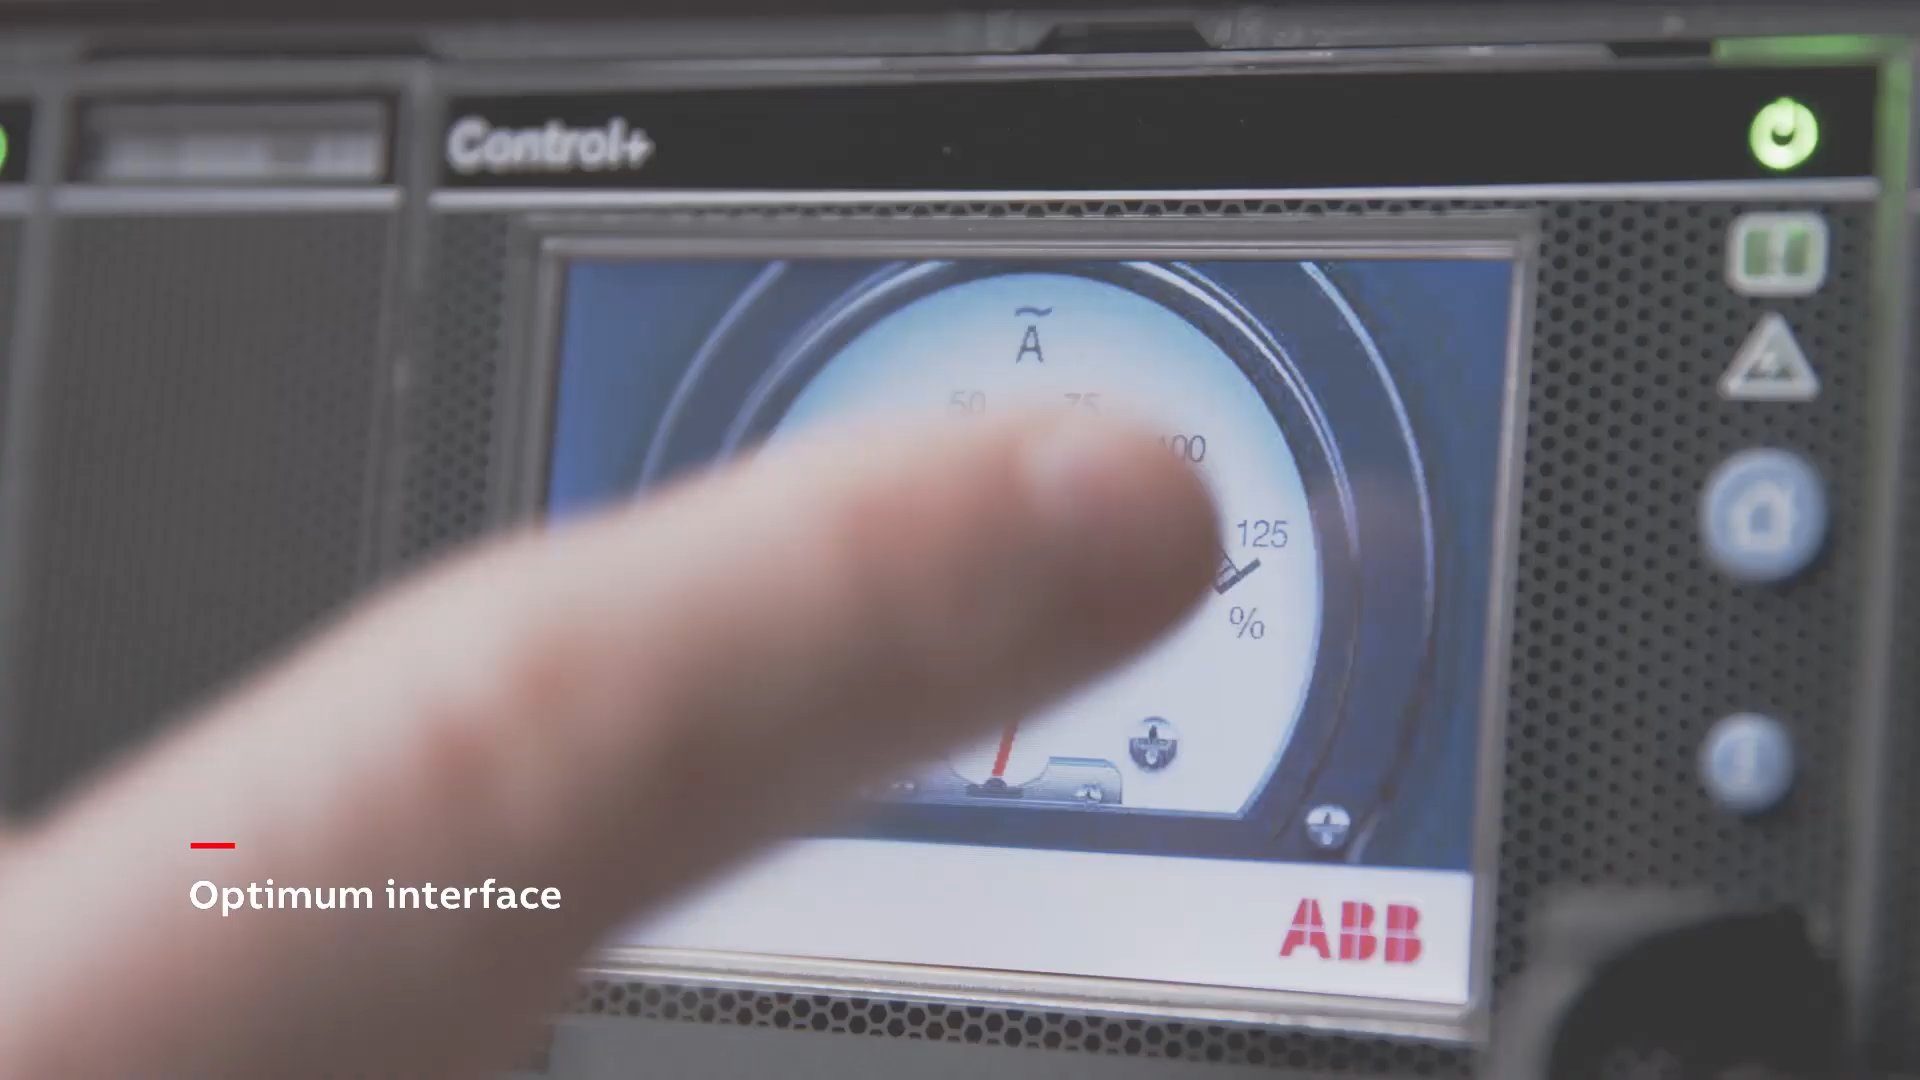 Control+
~
A
50 75
100
125
%
ABB
Optimum interface